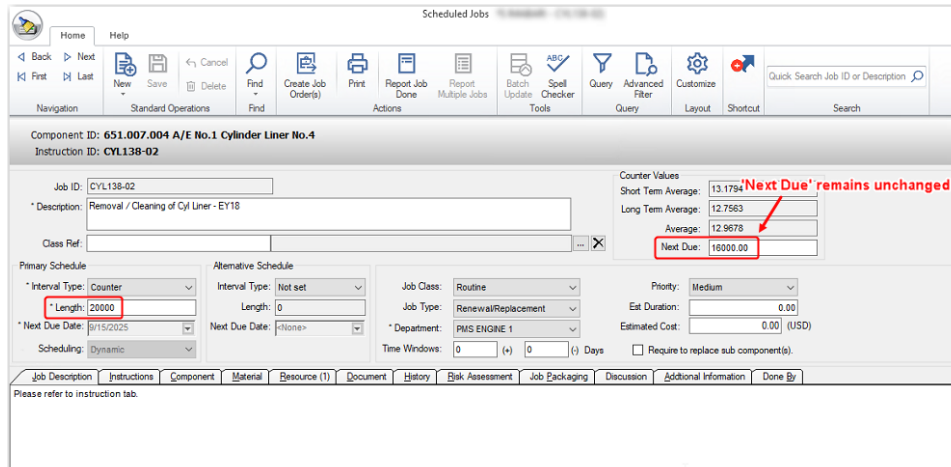 Scheduled Jobs
Home Help
Back Next
First Last
Navigation
New
Save
Cancel
Delete
Standard Operations
Find
Find
Create Job Order(s)
Print
Report Job Done
Report Multiple Jobs
Actions
Batch Update
ABC
Spell Checker
Tools
Query
Advanced Filter
Query
Customize
Layout
Shortcut
Quick Search Job ID or Description
Search
Component ID: 651.007.004 A/E No.1 Cylinder Liner No.4
Instruction ID: CYL138-02
Job ID: CYL138-02
* Description: Removal / Cleaning of Cyl Liner - EY18
Class Ref: ...
Counter Values
Short Term Average: 13.1794
'Next Due' remains unchanged
Long Term Average: 12.7563
Average: 12.9678
Next Due: 16000.00
Primary Schedule
* Interval Type: Counter
* Length: 20000
* Next Due Date: 9/15/2025
Scheduling: Dynamic
Alternative Schedule
Interval Type: Not set
Length: 0
Next Due Date: <None>
Job Class: Routine
Job Type: Renewal/Replacement
* Department: PMS ENGINE 1
Time Windows: 0 (+) 0 (-) Days
Priority: Medium
Est Duration: 0.00
Estimated Cost: 0.00 (USD)
Require to replace sub component(s).
Job Description Instructions Component Material Resource (1) Document History Risk Assessment Job Packaging Discussion Addtional Information Done By
Please refer to instruction tab.